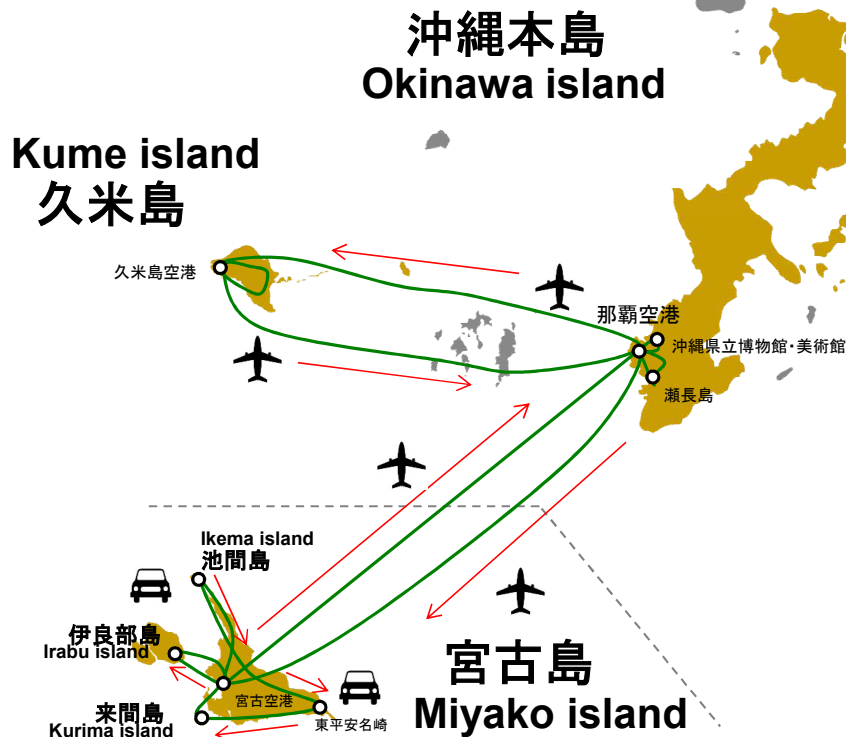 沖縄本島
Okinawa island
Kume island
久米島
久米島空港
那覇空港
沖縄県立博物館・美術館
瀬長島
Ikema island
池間島
伊良部島
Irabu island
宮古空港
来間島
Kurima island
東平安名崎
宮古島
Miyako island